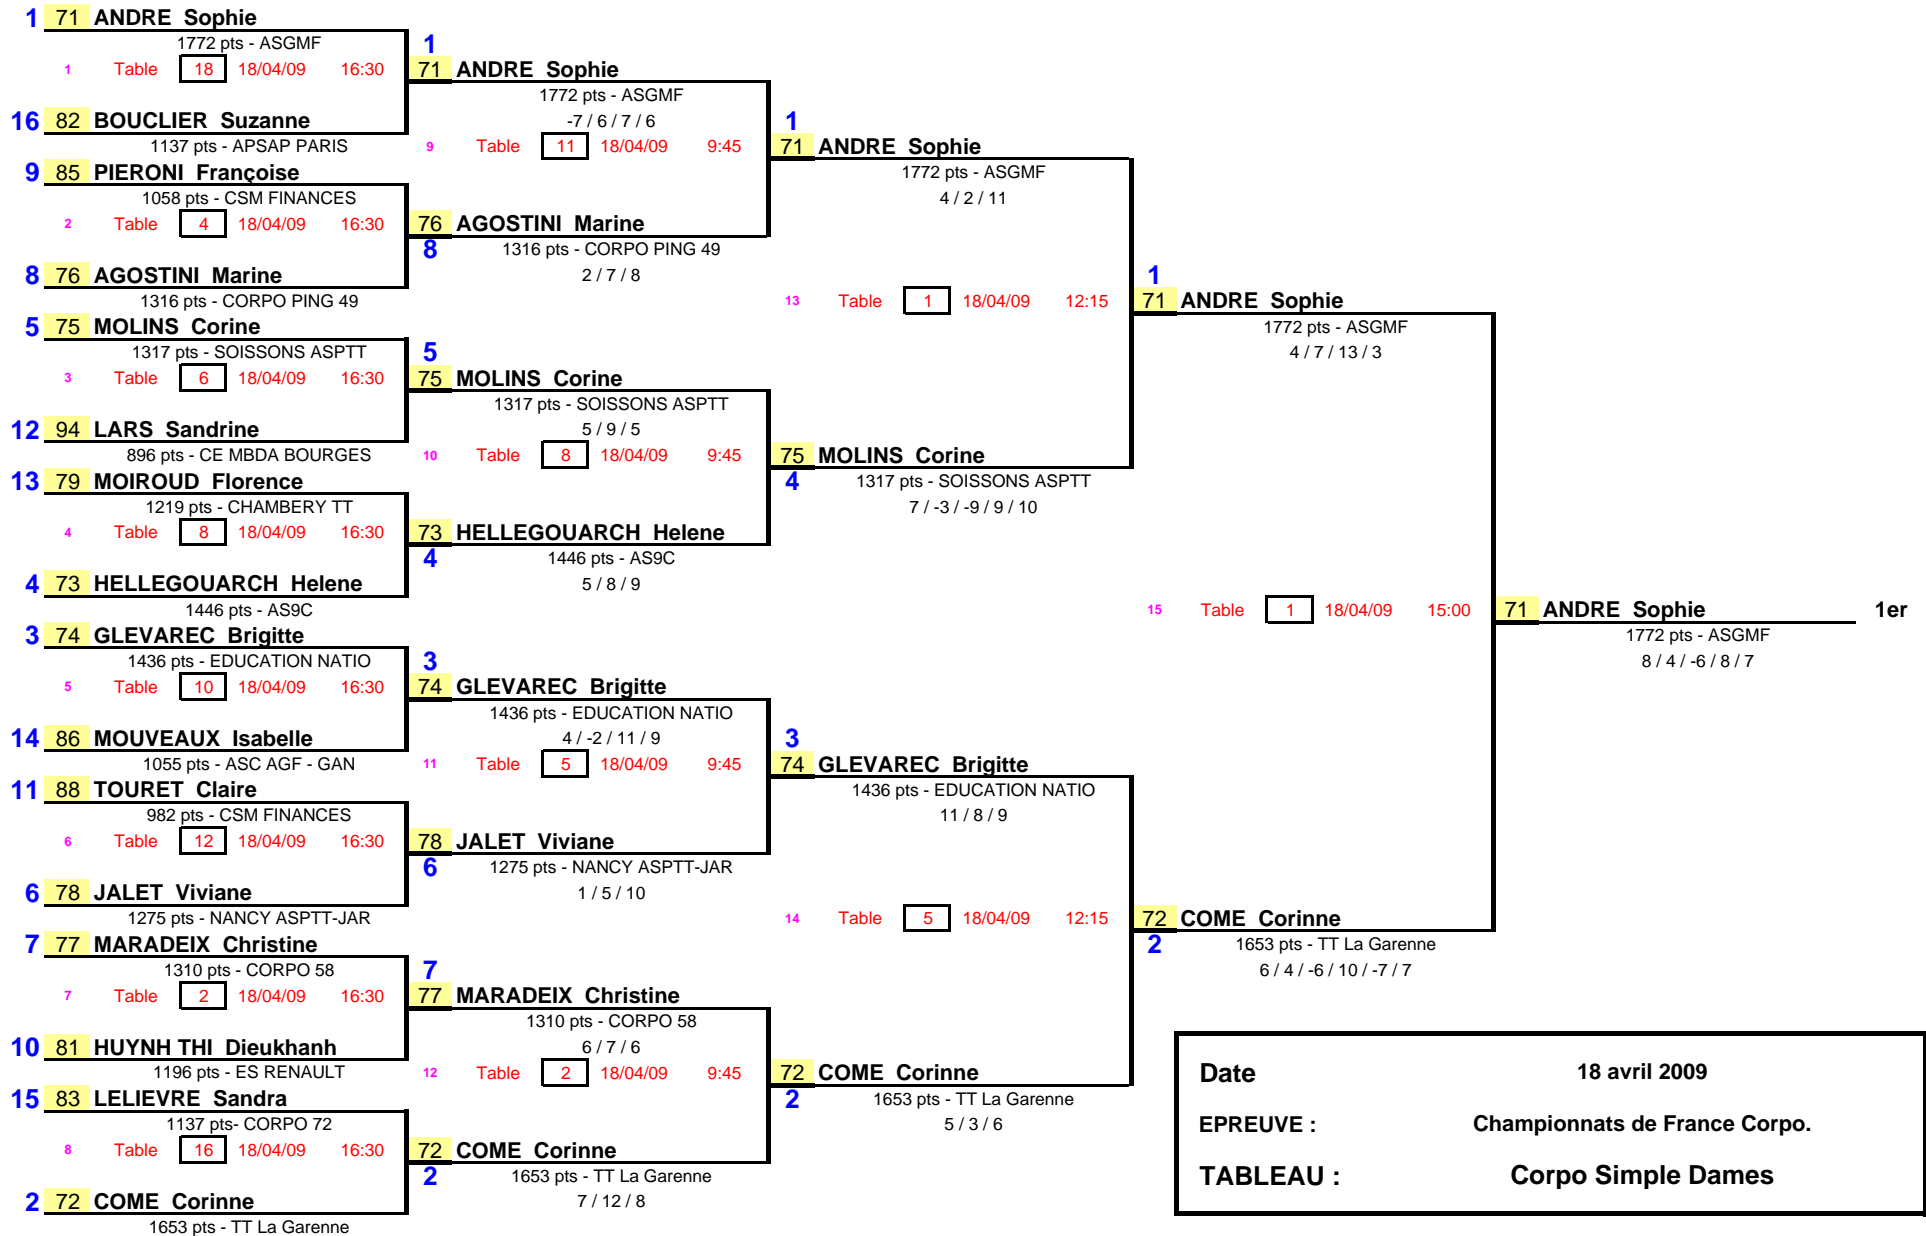 1 71 ANDRE Sophie
1772 pts - ASGMF
1 Table 18 18/04/09 16:30
16 82 BOUCLIER Suzanne
1137 pts - APSAP PARIS
9 85 PIERONI Françoise
1058 pts - CSM FINANCES
2 Table 4 18/04/09 16:30
8 76 AGOSTINI Marine
1316 pts - CORPO PING 49
5 75 MOLINS Corine
1317 pts - SOISSONS ASPTT
3 Table 6 18/04/09 16:30
12 94 LARS Sandrine
896 pts - CE MBDA BOURGES
13 79 MOIROUD Florence
1219 pts - CHAMBERY TT
4 Table 8 18/04/09 16:30
4 73 HELLEGOUARCH Helene
1446 pts - AS9C
3 74 GLEVAREC Brigitte
1436 pts - EDUCATION NATIO
5 Table 10 18/04/09 16:30
14 86 MOUVEAUX Isabelle
1055 pts - ASC AGF - GAN
11 88 TOURET Claire
982 pts - CSM FINANCES
6 Table 12 18/04/09 16:30
6 78 JALET Viviane
1275 pts - NANCY ASPTT-JAR
7 77 MARADEIX Christine
1310 pts - CORPO 58
7 Table 2 18/04/09 16:30
10 81 HUYNH THI Dieukhanh
1196 pts - ES RENAULT
15 83 LELIEVRE Sandra
1137 pts- CORPO 72
8 Table 16 18/04/09 16:30
2 72 COME Corinne
1653 pts - TT La Garenne
1
71 ANDRE Sophie
1772 pts - ASGMF
-7 / 6 / 7 / 6
9 Table 11 18/04/09 9:45
76 AGOSTINI Marine
8
1316 pts - CORPO PING 49
2 / 7 / 8
5
75 MOLINS Corine
1317 pts - SOISSONS ASPTT
5 / 9 / 5
10 Table 8 18/04/09 9:45
73 HELLEGOUARCH Helene
4
1446 pts - AS9C
5 / 8 / 9
3
74 GLEVAREC Brigitte
1436 pts - EDUCATION NATIO
4 / -2 / 11 / 9
11 Table 5 18/04/09 9:45
78 JALET Viviane
6
1275 pts - NANCY ASPTT-JAR
1 / 5 / 10
7
77 MARADEIX Christine
1310 pts - CORPO 58
6 / 7 / 6
12 Table 2 18/04/09 9:45
72 COME Corinne
2
1653 pts - TT La Garenne
7 / 12 / 8
1
71 ANDRE Sophie
1772 pts - ASGMF
4 / 2 / 11
13 Table 1 18/04/09 12:15
75 MOLINS Corine
4
1317 pts - SOISSONS ASPTT
7 / -3 / -9 / 9 / 10
3
74 GLEVAREC Brigitte
1436 pts - EDUCATION NATIO
11 / 8 / 9
14 Table 5 18/04/09 12:15
72 COME Corinne
2
1653 pts - TT La Garenne
5 / 3 / 6
1
71 ANDRE Sophie
1772 pts - ASGMF
4 / 7 / 13 / 3
15 Table 1 18/04/09 15:00
72 COME Corinne
2
1653 pts - TT La Garenne
6 / 4 / -6 / 10 / -7 / 7
71 ANDRE Sophie 1er
1772 pts - ASGMF
8 / 4 / -6 / 8 / 7
Date 18 avril 2009
EPREUVE : Championnats de France Corpo.
TABLEAU : Corpo Simple Dames